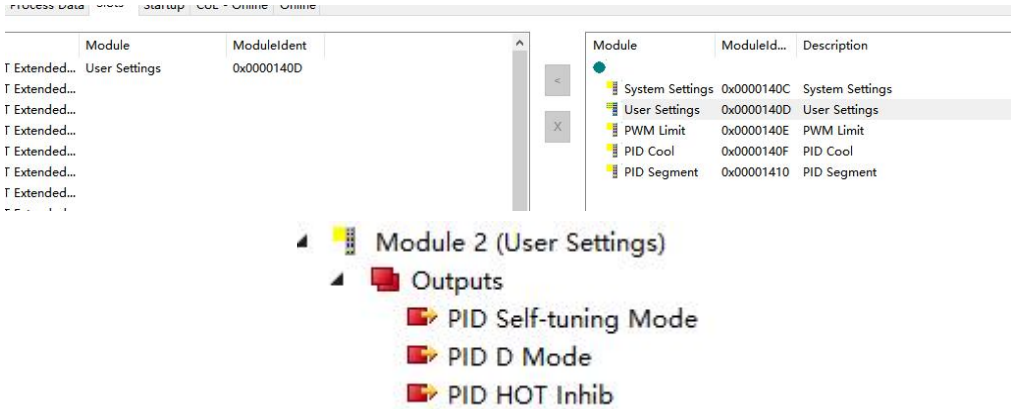 Process Data Slots Startup CoE - Online Online
Module ModuleIdent
T Extended... User Settings 0x0000140D
T Extended...
T Extended...
T Extended...
T Extended...
T Extended...
T Extended...
Module ModuleId... Description
< System Settings 0x0000140C System Settings
User Settings 0x0000140D User Settings
X PWM Limit 0x0000140E PWM Limit
PID Cool 0x0000140F PID Cool
PID Segment 0x00001410 PID Segment
Module 2 (User Settings)
Outputs
PID Self-tuning Mode
PID D Mode
PID HOT Inhib